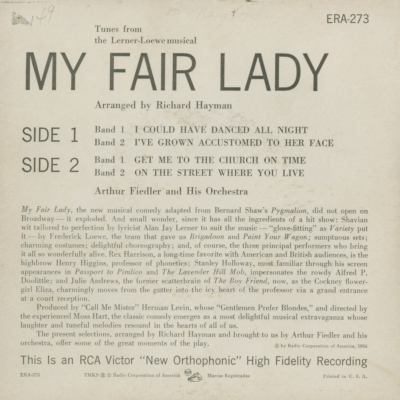 ERA-273
Tunes from
the Lerner-Loewe musical
MY FAIR LADY
Arranged by Richard Hayman
SIDE 1
Band 1 I COULD HAVE DANCED ALL NIGHT
Band 2 I'VE GROWN ACCUSTOMED TO HER FACE
SIDE 2
Band 1 GET ME TO THE CHURCH ON TIME
Band 2 ON THE STREET WHERE YOU LIVE
Arthur Fiedler and His Orchestra
My Fair Lady, the new musical comedy adapted from Bernard Shaw's Pygmalion, did not open on
Broadway — it exploded. And small wonder, since it has all the ingredients of a hit show: Shavian
wit tailored to perfection by lyricist Alan Jay Lerner to suit the music — "glove-fitting" as Variety put
it — by Frederick Loewe, the team that gave us Brigadoon and Paint Your Wagon; sumptuous sets;
charming costumes; delightful choreography; and, of course, the three principal performers who bring
it all so wonderfully alive. Rex Harrison, a long-time favorite with American and British audiences, is the
highbrow Henry Higgins, professor of phonetics; Stanley Holloway, most familiar through his screen
appearances in Passport to Pimlico and The Lavender Hill Mob, impersonates the rowdy Alfred P.
Doolittle; and Julie Andrews, the former scatterbrain of The Boy Friend, now, as the Cockney flower-
girl Eliza, charmingly moves from the gutter into the icy heart of the professor via a grand entrance
at a court reception.
Produced by "Call Me Mister" Herman Levin, whose "Gentlemen Prefer Blondes," and directed by
the experienced Moss Hart, the classic comedy emerges as a most delightful musical extravaganza whose
laughter and tuneful melodies resound in the hearts of all of us.
The present selections, arranged by Richard Hayman and brought to us by Arthur Fiedler and his
orchestra, offer some of the great moments of the play.
© by Radio Corporation of America, 1956
This Is an RCA Victor "New Orthophonic" High Fidelity Recording
ERA-273
TMKP ® © Radio Corporation of America
Marcas Registradas
Printed in U. S. A.